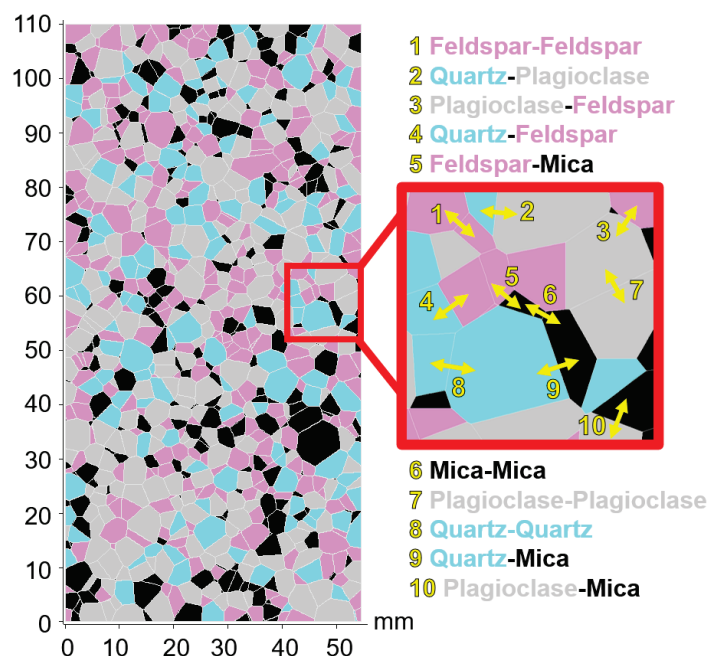 110
100
90
80
70
60
50
40
30
20
10
0
0 10 20 30 40 50 mm
1 Feldspar-Feldspar
2 Quartz-Plagioclase
3 Plagioclase-Feldspar
4 Quartz-Feldspar
5 Feldspar-Mica
1 2
3
5
6
7
4
8
9
10
6 Mica-Mica
7 Plagioclase-Plagioclase
8 Quartz-Quartz
9 Quartz-Mica
10 Plagioclase-Mica